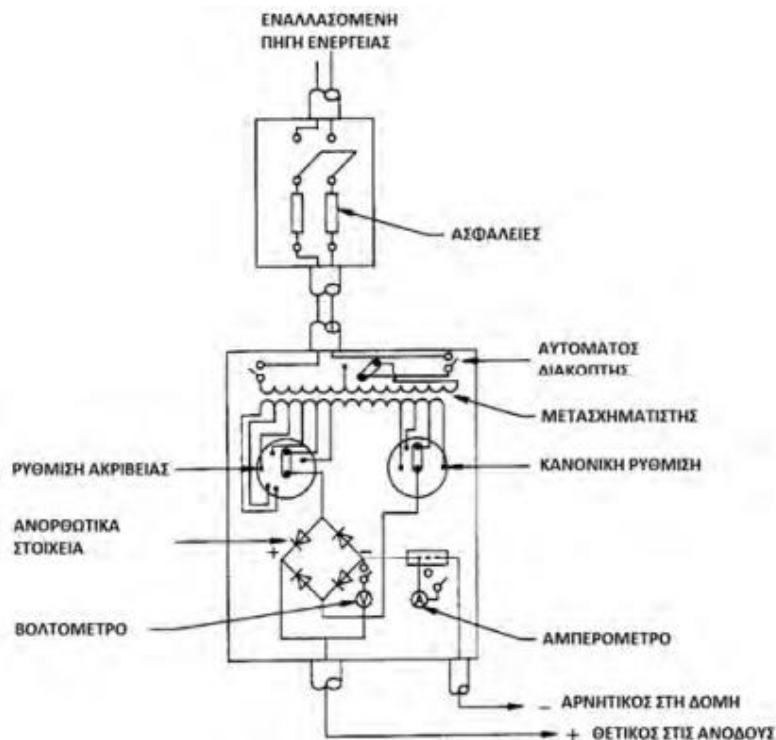 ΕΝΑΛΛΑΣΟΜΕΝΗ
ΠΗΓΗ ΕΝΕΡΓΕΙΑΣ
ΑΣΦΑΛΕΙΕΣ
ΑΥΤΟΜΑΤΟΣ
ΔΙΑΚΟΠΤΗΣ
ΜΕΤΑΣΧΗΜΑΤΙΣΤΗΣ
ΡΥΘΜΙΣΗ ΑΚΡΙΒΕΙΑΣ
ΚΑΝΟΝΙΚΗ ΡΥΘΜΙΣΗ
ΑΝΟΡΘΩΤΙΚΑ
ΣΤΟΙΧΕΙΑ
+ −
V
A
ΒΟΛΤΟΜΕΤΡΟ
ΑΜΠΕΡΟΜΕΤΡΟ
− ΑΡΝΗΤΙΚΟΣ ΣΤΗ ΔΟΜΗ
+ ΘΕΤΙΚΟΣ ΣΤΙΣ ΑΝΟΔΟΥΣ